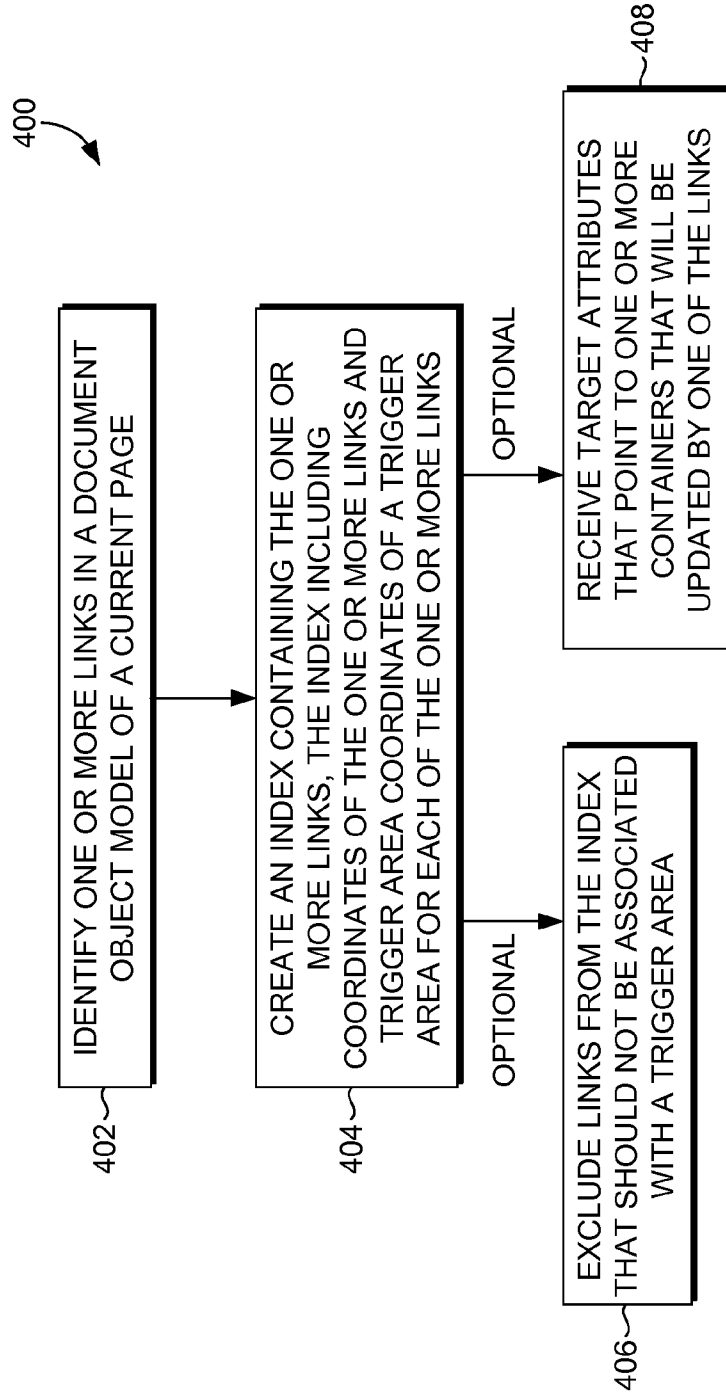 400
IDENTIFY ONE OR MORE LINKS IN A DOCUMENT
OBJECT MODEL OF A CURRENT PAGE
402
CREATE AN INDEX CONTAINING THE ONE OR
MORE LINKS, THE INDEX INCLUDING
COORDINATES OF THE ONE OR MORE LINKS AND
TRIGGER AREA COORDINATES OF A TRIGGER
AREA FOR EACH OF THE ONE OR MORE LINKS
404
OPTIONAL
OPTIONAL
EXCLUDE LINKS FROM THE INDEX
THAT SHOULD NOT BE ASSOCIATED
WITH A TRIGGER AREA
406
RECEIVE TARGET ATTRIBUTES
THAT POINT TO ONE OR MORE
CONTAINERS THAT WILL BE
UPDATED BY ONE OF THE LINKS
408